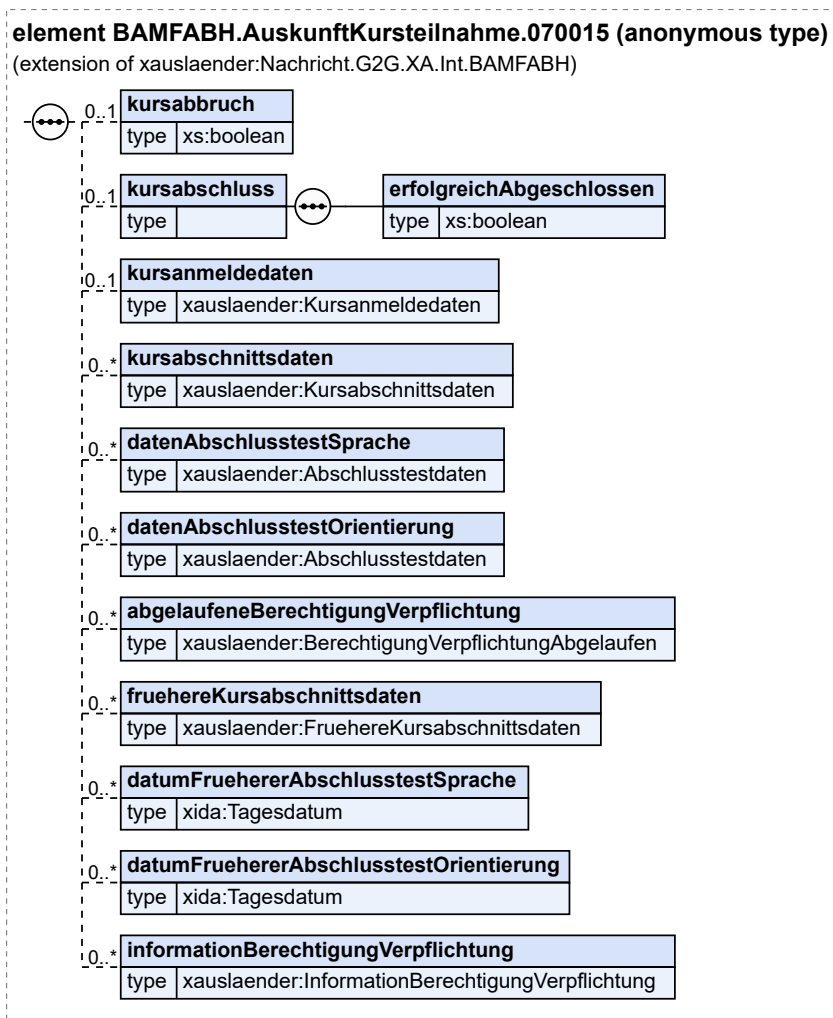 element BAMFABH.AuskunftKursteilnahme.070015 (anonymous type)
(extension of xauslaender:Nachricht.G2G.XA.Int.BAMFABH)
0..1 kursabbruch
type xs:boolean
0..1 kursabschluss erfolgreichAbgeschlossen
type type xs:boolean
0..1 kursanmeldedaten
type xauslaender:Kursanmeldedaten
0..* kursabschnittsdaten
type xauslaender:Kursabschnittsdaten
0..* datenAbschlusstestSprache
type xauslaender:Abschlusstestdaten
0..* datenAbschlusstestOrientierung
type xauslaender:Abschlusstestdaten
0..* abgelaufeneBerechtigungVerpflichtung
type xauslaender:BerechtigungVerpflichtungAbgelaufen
0..* fruehereKursabschnittsdaten
type xauslaender:FruehereKursabschnittsdaten
0..* datumFruehererAbschlusstestSprache
type xida:Tagesdatum
0..* datumFruehererAbschlusstestOrientierung
type xida:Tagesdatum
0..* informationBerechtigungVerpflichtung
type xauslaender:InformationBerechtigungVerpflichtung